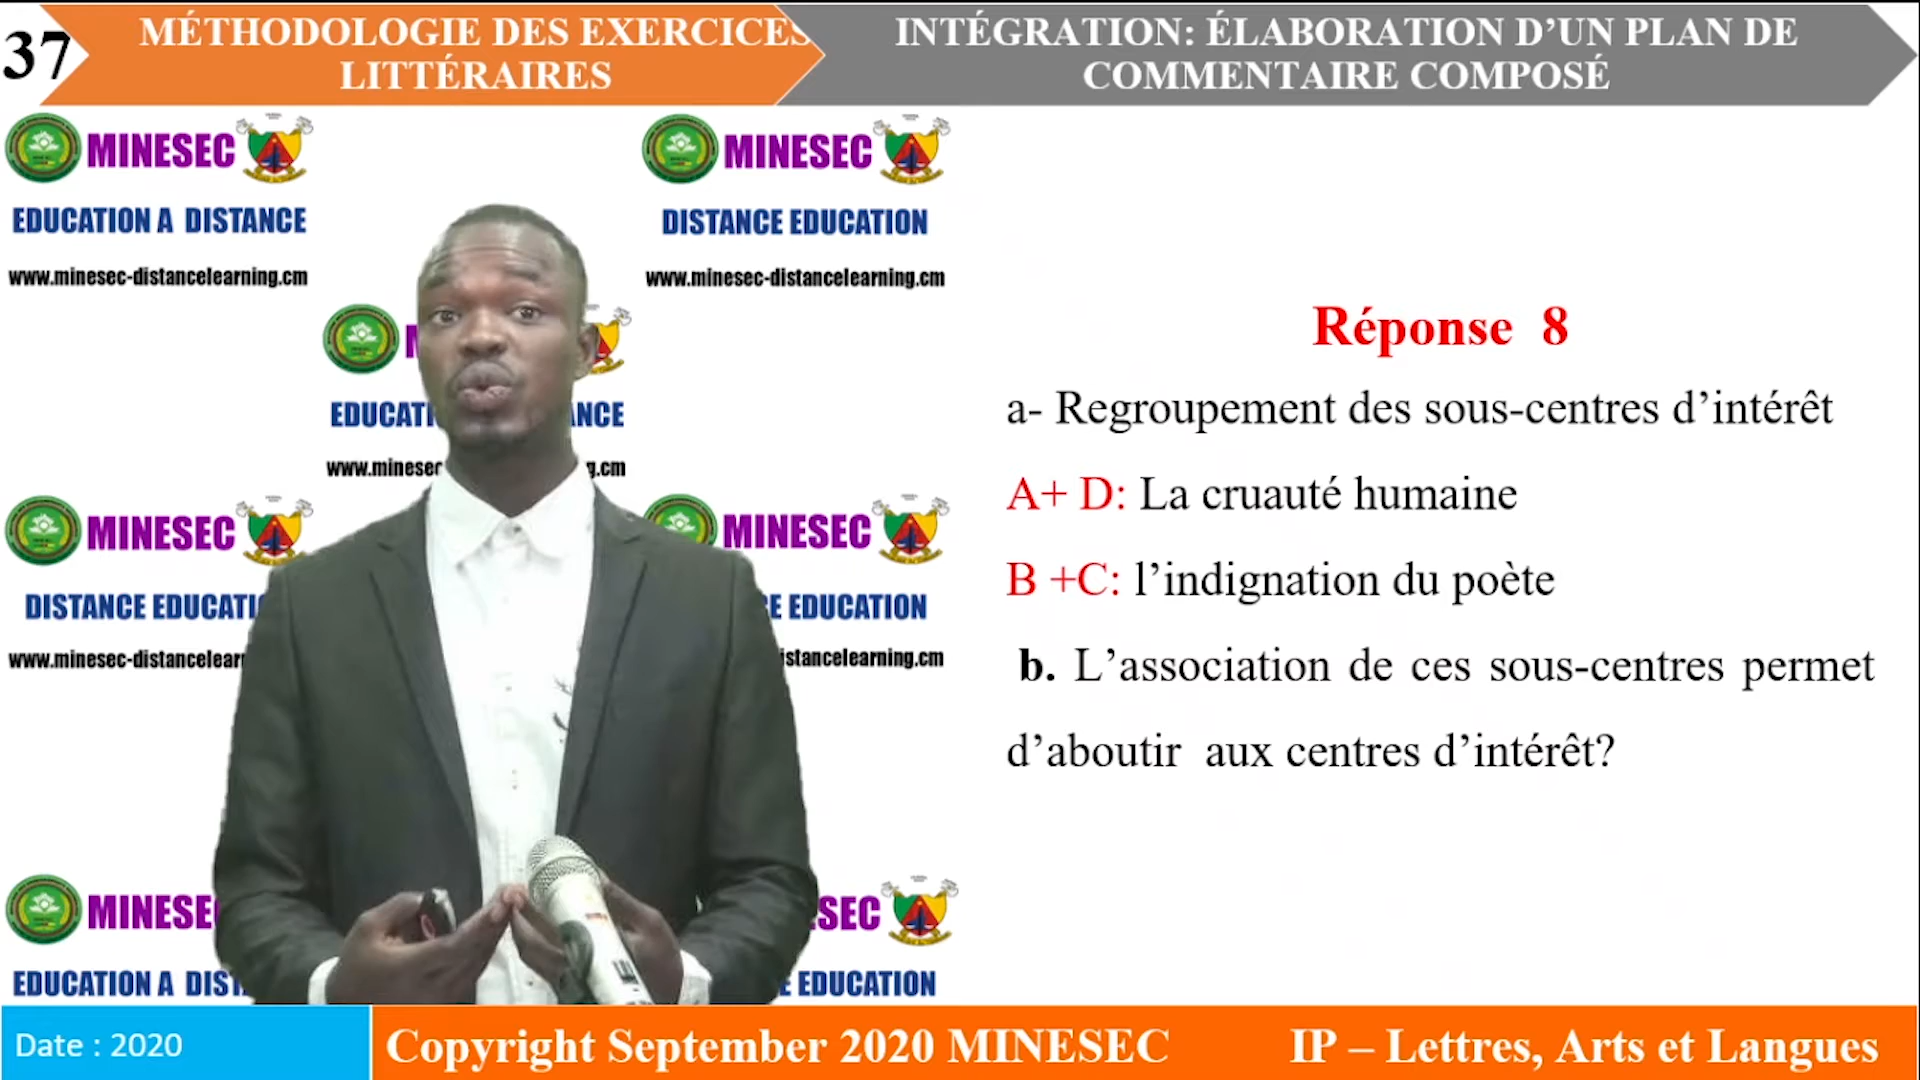 37
MÉTHODOLOGIE DES EXERCICES
LITTÉRAIRES
INTÉGRATION: ÉLABORATION D’UN PLAN DE
COMMENTAIRE COMPOSÉ
MINESEC
EDUCATION A DISTANCE
www.minesec-distancelearning.cm
MINESEC
DISTANCE EDUCATION
www.minesec-distancelearning.cm
Réponse 8
a- Regroupement des sous-centres d’intérêt
A+ D: La cruauté humaine
B +C: l’indignation du poète
b. L’association de ces sous-centres permet
d’aboutir aux centres d’intérêt?
MINESEC
MINESEC
Date : 2020
Copyright September 2020 MINESEC
IP – Lettres, Arts et Langues